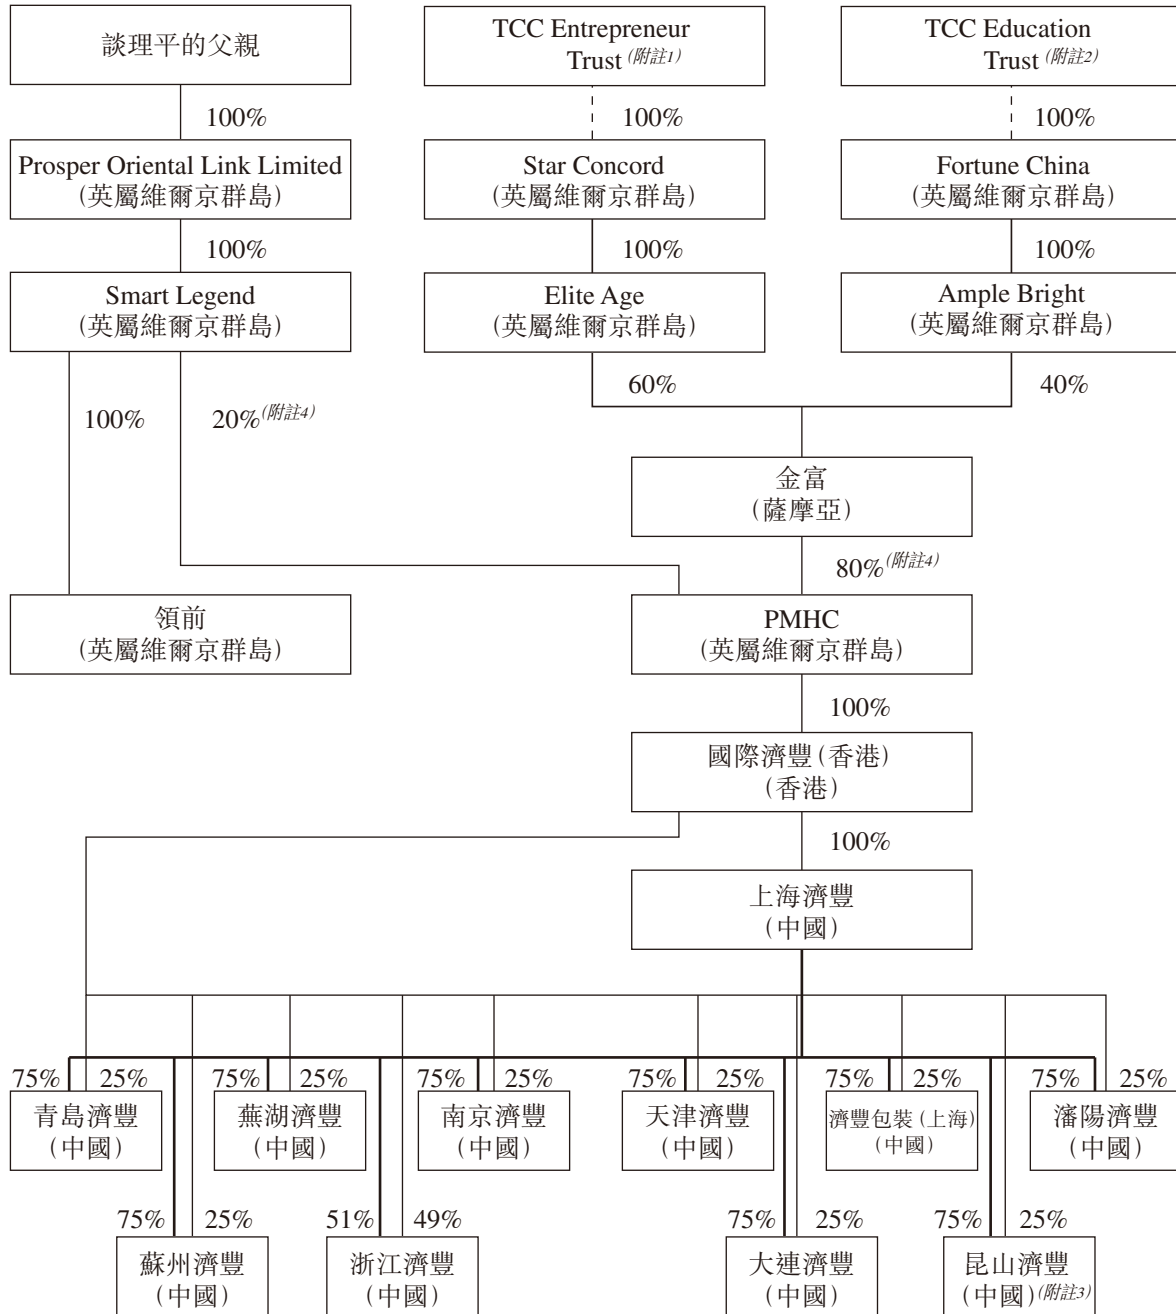 談理平的父親
TCC Entrepreneur
Trust (附註1)
TCC Education
Trust (附註2)
100%
100%
100%
Prosper Oriental Link Limited
(英屬維爾京群島)
Star Concord
(英屬維爾京群島)
Fortune China
(英屬維爾京群島)
100%
100%
100%
Smart Legend
(英屬維爾京群島)
Elite Age
(英屬維爾京群島)
Ample Bright
(英屬維爾京群島)
60%
40%
100%
20%(附註4)
金富
(薩摩亞)
80%(附註4)
領前
(英屬維爾京群島)
PMHC
(英屬維爾京群島)
100%
國際濟豐(香港)
(香港)
100%
上海濟豐
(中國)
75%
25%
75%
25%
75%
25%
75%
25%
75%
25%
75%
25%
青島濟豐
(中國)
蕪湖濟豐
(中國)
南京濟豐
(中國)
天津濟豐
(中國)
濟豐包裝(上海)
(中國)
瀋陽濟豐
(中國)
75%
25%
51%
49%
75%
25%
75%
25%
蘇州濟豐
(中國)
浙江濟豐
(中國)
大連濟豐
(中國)
昆山濟豐
(中國)(附註3)